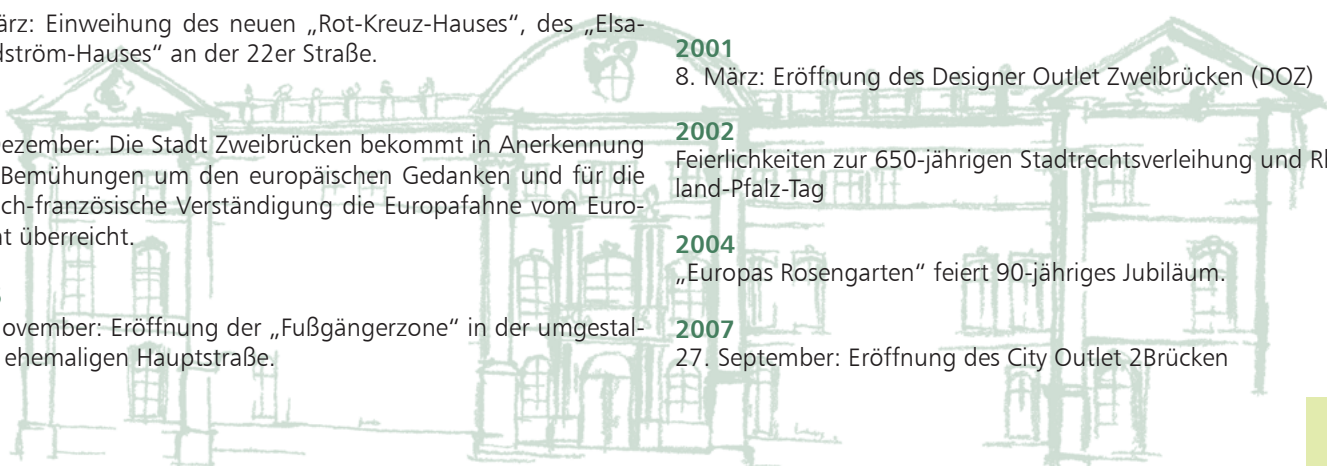 ärz: Einweihung des neuen „Rot-Kreuz-Hauses“, des „Elsa-
dström-Hauses“ an der 22er Straße.
ezember: Die Stadt Zweibrücken bekommt in Anerkennung
Bemühungen um den europäischen Gedanken und für die
ch-französische Verständigung die Europafahne vom Euro-
t überreicht.
ovember: Eröffnung der „Fußgängerzone“ in der umgestal-
ehemaligen Hauptstraße.
2001
8. März: Eröffnung des Designer Outlet Zweibrücken (DOZ)
2002
Feierlichkeiten zur 650-jährigen Stadtrechtsverleihung und
land-Pfalz-Tag
2004
„Europas Rosengarten“ feiert 90-jähriges Jubiläum.
2007
27. September: Eröffnung des City Outlet 2Brücken